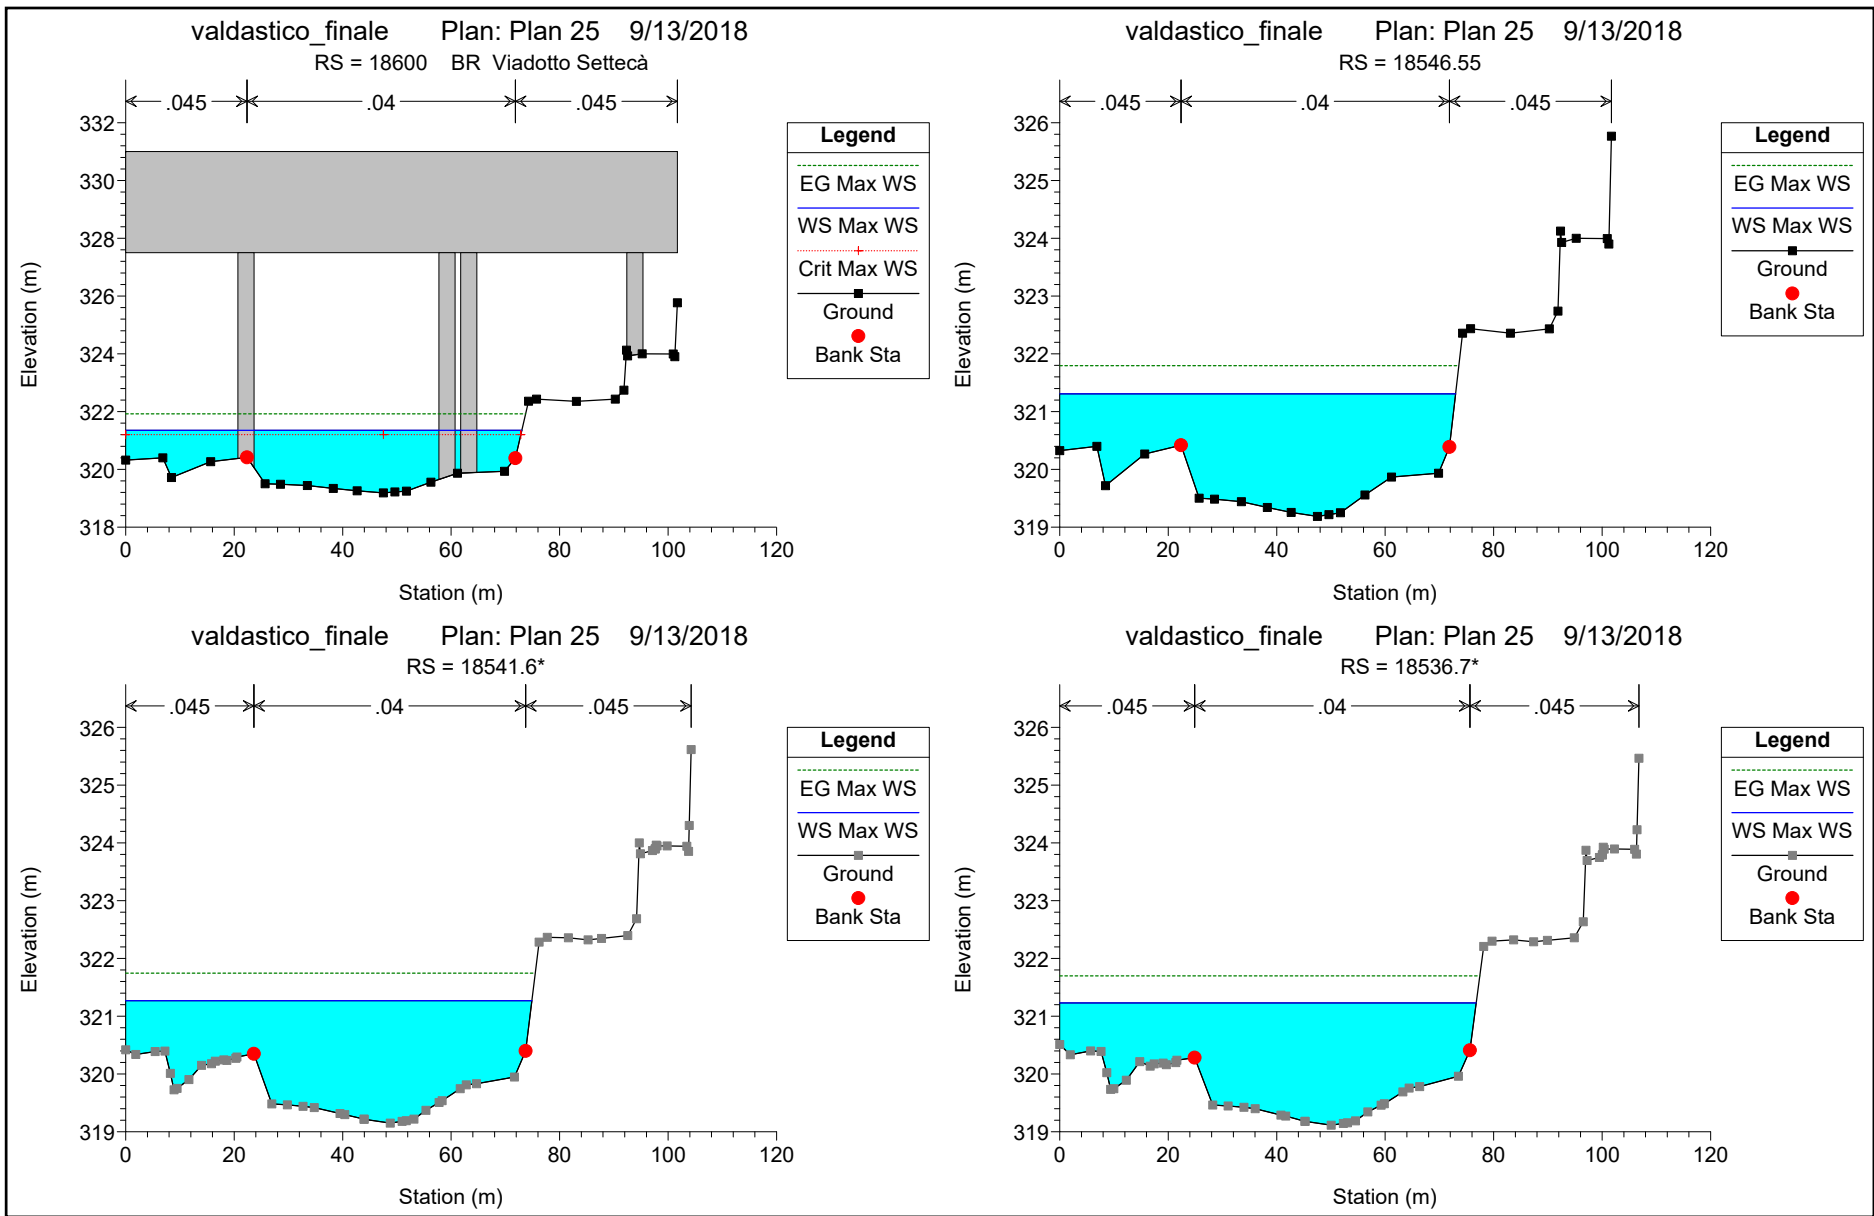 valdastico_finale Plan: Plan 25 9/13/2018
RS = 18600 BR Viadotto Settecà
.045 .04 .045
332
330
328
326
324
322
320
318
Elevation (m)
0 20 40 60 80 100 120
Station (m)
Legend
EG Max WS
WS Max WS
Crit Max WS
Ground
Bank Sta
valdastico_finale Plan: Plan 25 9/13/2018
RS = 18546.55
.045 .04 .045
326
325
324
323
322
321
320
319
Elevation (m)
0 20 40 60 80 100 120
Station (m)
Legend
EG Max WS
WS Max WS
Ground
Bank Sta
valdastico_finale Plan: Plan 25 9/13/2018
RS = 18541.6*
.045 .04 .045
326
325
324
323
322
321
320
319
Elevation (m)
0 20 40 60 80 100 120
Station (m)
Legend
EG Max WS
WS Max WS
Ground
Bank Sta
valdastico_finale Plan: Plan 25 9/13/2018
RS = 18536.7*
.045 .04 .045
326
325
324
323
322
321
320
319
Elevation (m)
0 20 40 60 80 100 120
Station (m)
Legend
EG Max WS
WS Max WS
Ground
Bank Sta